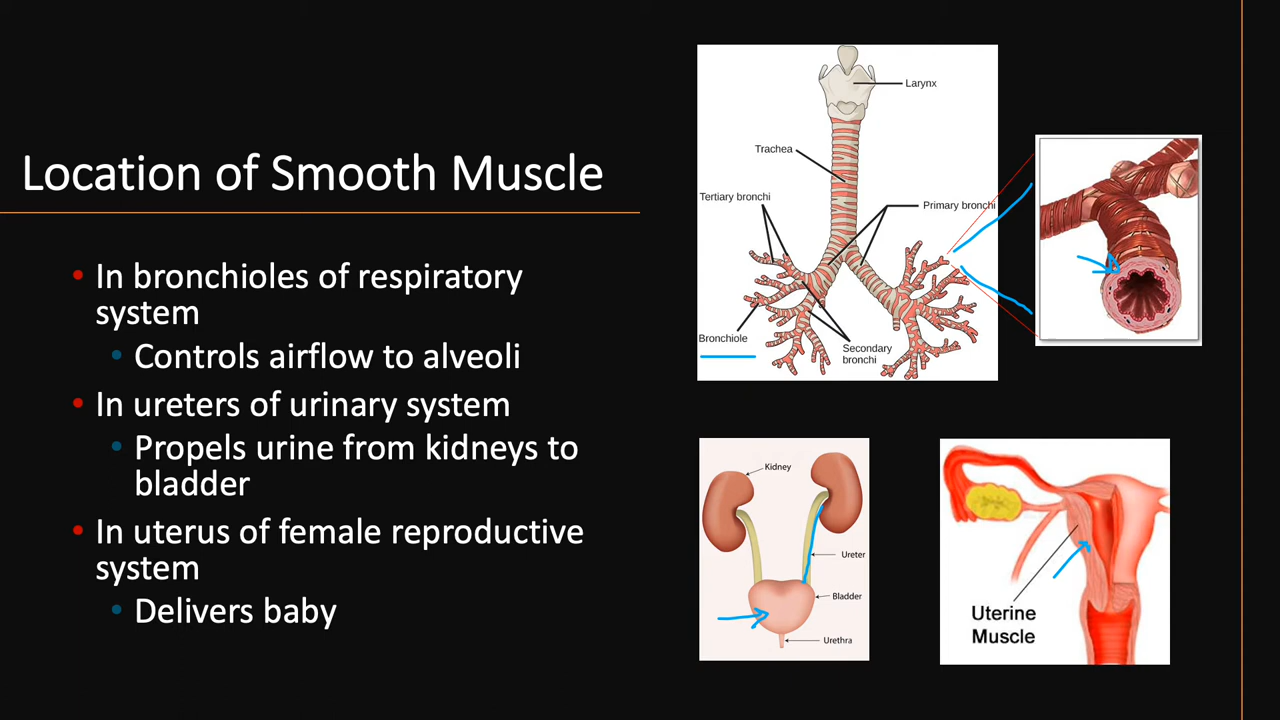 Location of Smooth Muscle
• In bronchioles of respiratory
system
• Controls airflow to alveoli
• In ureters of urinary system
• Propels urine from kidneys to
bladder
• In uterus of female reproductive
system
• Delivers baby
Larynx
Trachea
Tertiary bronchi
Primary bronchi
Bronchiole
Secondary
bronchi
Kidney
Ureter
Bladder
Urethra
Uterine
Muscle